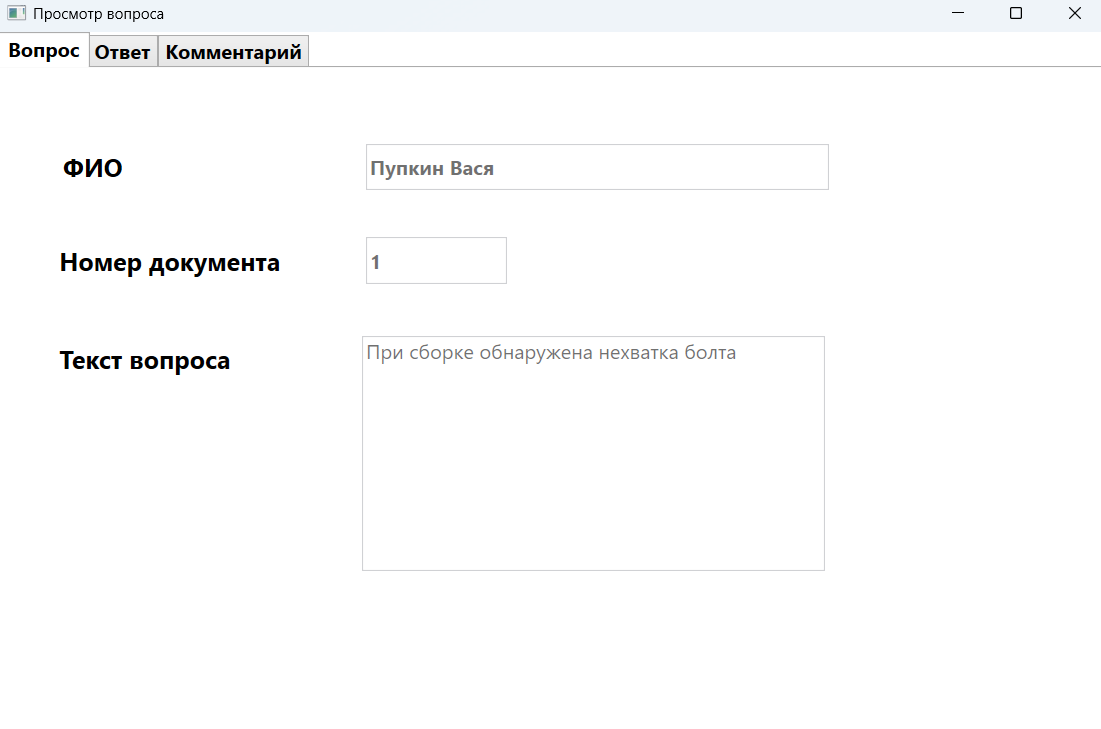 Просмотр вопроса
Вопрос Ответ Комментарий
ФИО Пупкин Вася
Номер документа 1
Текст вопроса При сборке обнаружена нехватка болта